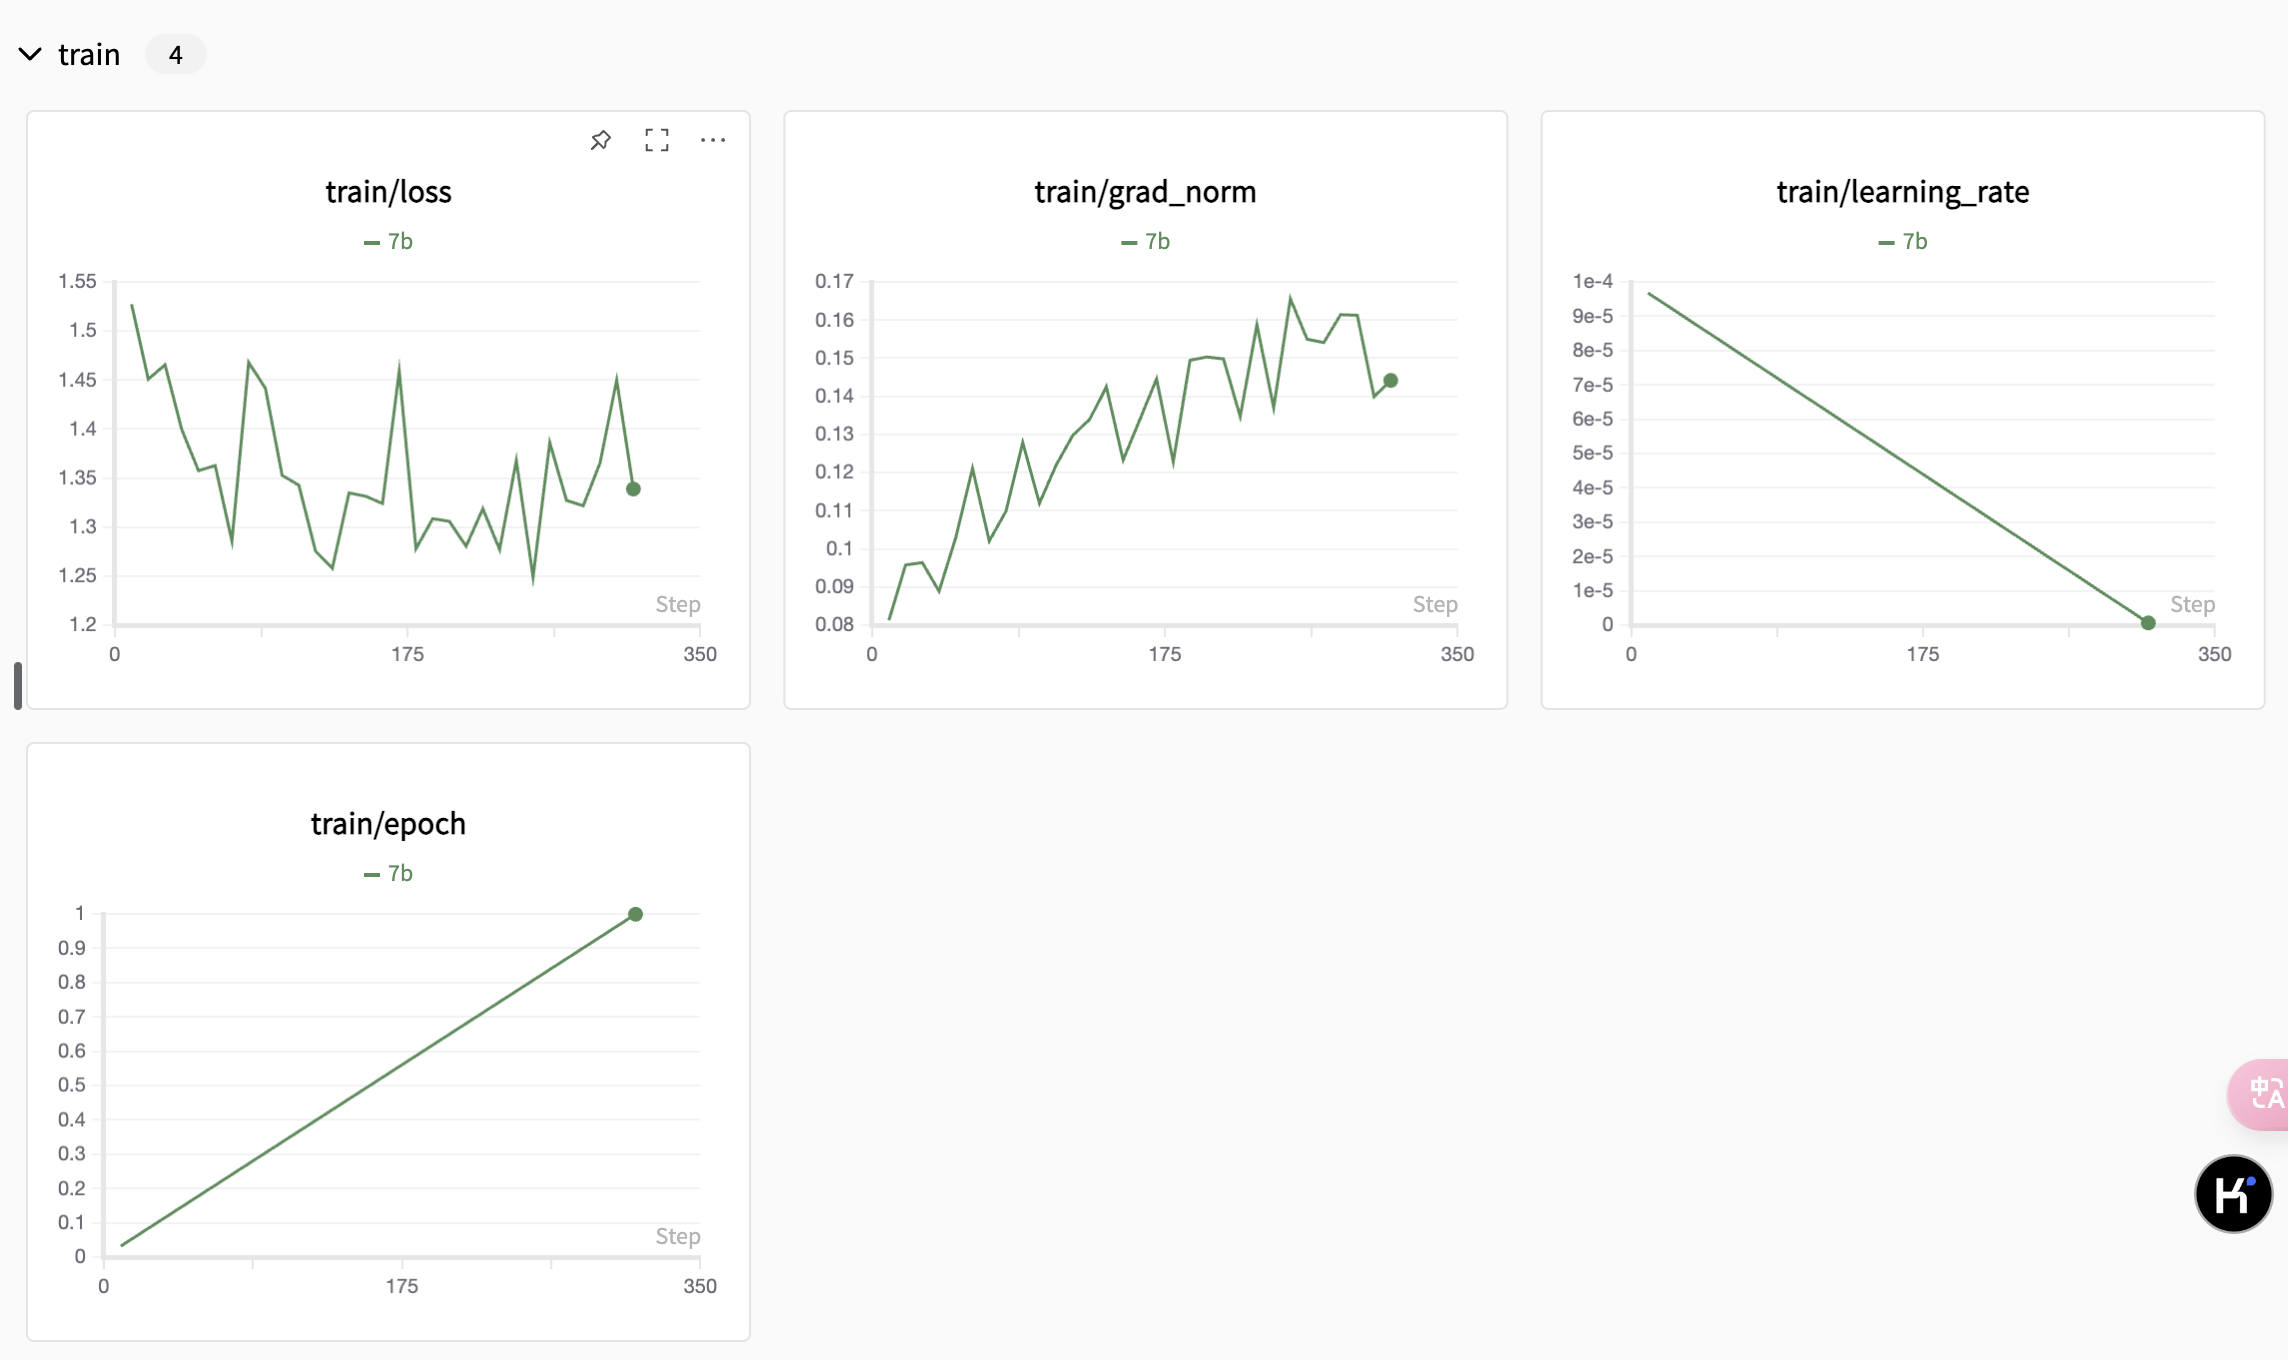 train 4
train/loss
7b
1.55
1.5
1.45
1.4
1.35
1.3
1.25
1.2
Step
0 175 350
train/grad_norm
7b
0.17
0.16
0.15
0.14
0.13
0.12
0.11
0.1
0.09
0.08
Step
0 175 350
train/learning_rate
7b
1e-4
9e-5
8e-5
7e-5
6e-5
5e-5
4e-5
3e-5
2e-5
1e-5
0
Step
0 175 350
train/epoch
7b
1
0.9
0.8
0.7
0.6
0.5
0.4
0.3
0.2
0.1
0
Step
0 175 350
中A
K